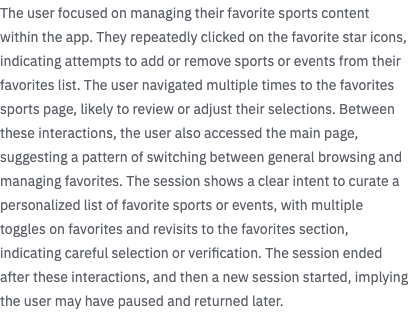 The user focused on managing their favorite sports content
within the app. They repeatedly clicked on the favorite star icons,
indicating attempts to add or remove sports or events from their
favorites list. The user navigated multiple times to the favorites
sports page, likely to review or adjust their selections. Between
these interactions, the user also accessed the main page,
suggesting a pattern of switching between general browsing and
managing favorites. The session shows a clear intent to curate a
personalized list of favorite sports or events, with multiple
toggles on favorites and revisits to the favorites section,
indicating careful selection or verification. The session ended
after these interactions, and then a new session started, implying
the user may have paused and returned later.